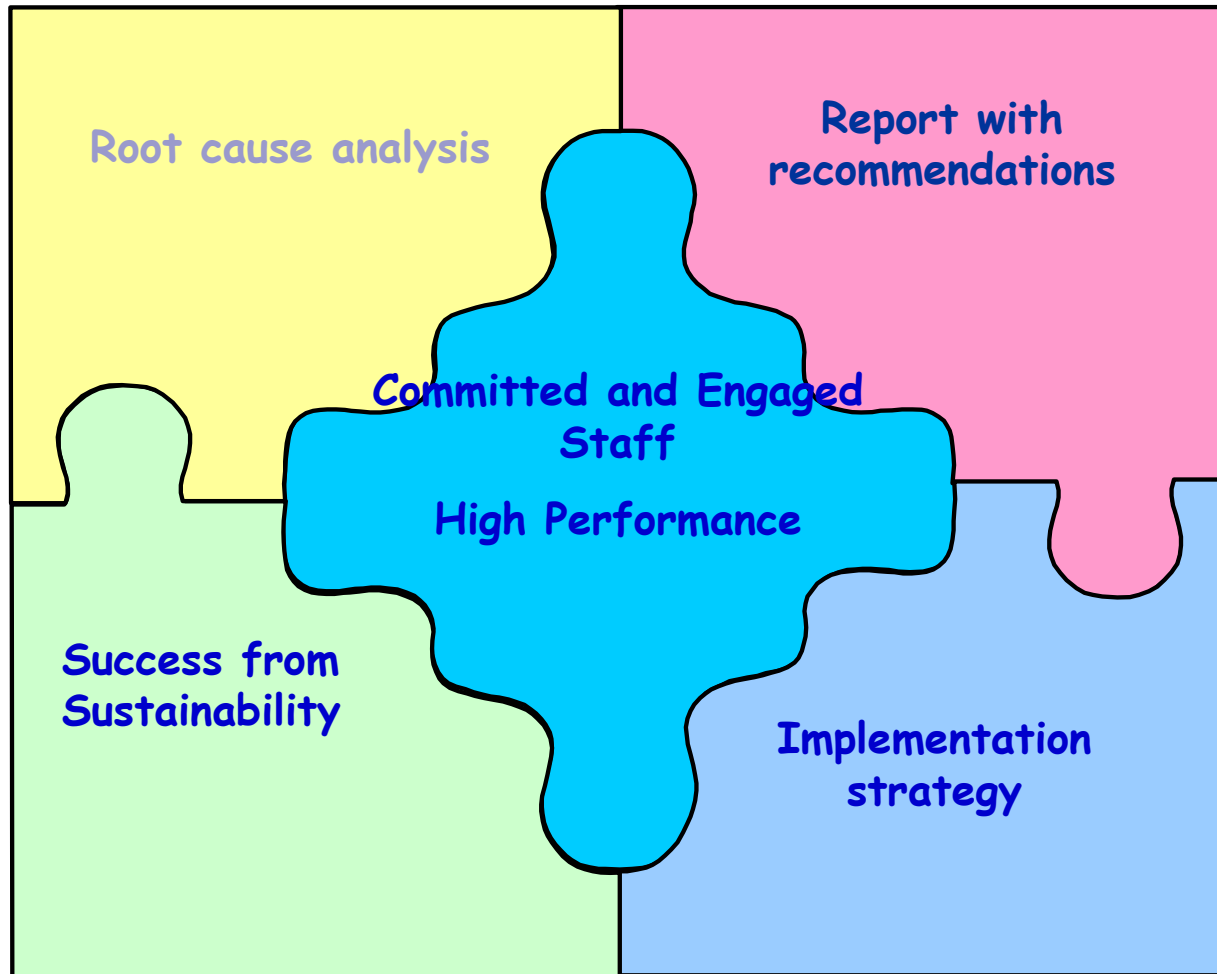 Root cause analysis
Report with
recommendations
Committed and Engaged
Staff
High Performance
Success from
Sustainability
Implementation
strategy